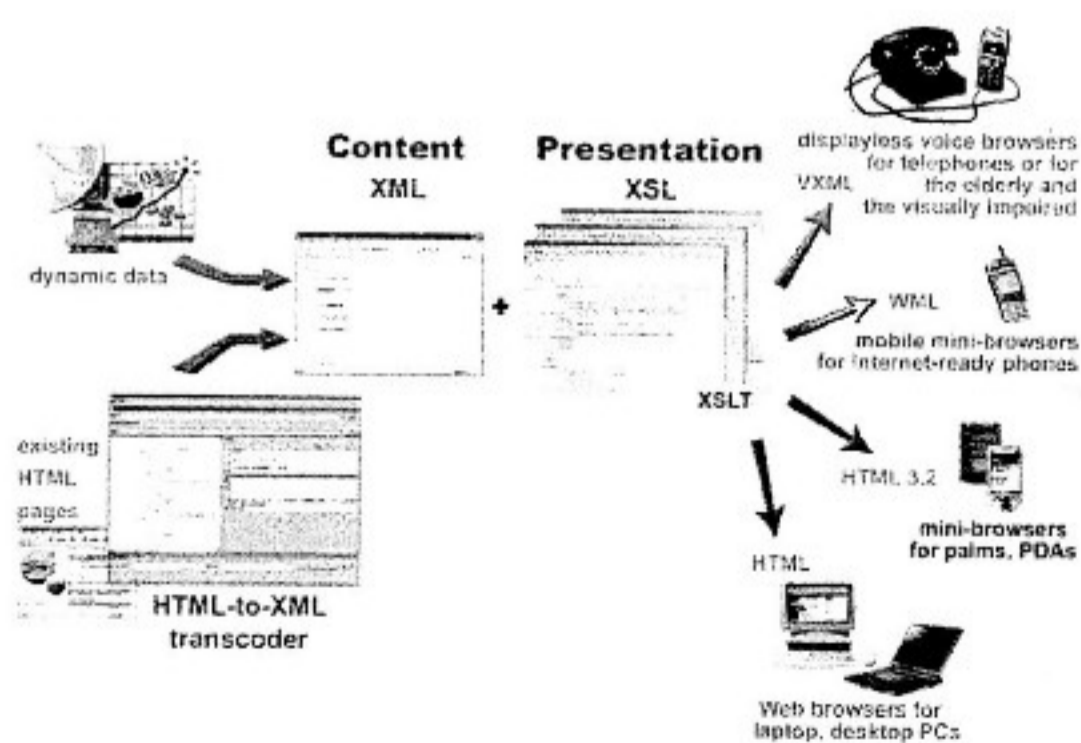 Content
XML
Presentation
XSL
dynamic data
+
existing
HTML
pages
HTML-to-XML
transcoder
XSLT
VXML
displayless voice browsers
for telephones or for
the elderly and
the visually impaired
WML
mobile mini-browsers
for internet-ready phones
HTML 3.2
mini-browsers
for palms, PDAs
HTML
Web browsers for
laptop, desktop PCs